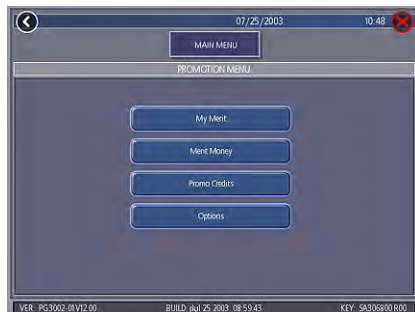 07/25/2003 10:48
MAIN MENU
PROMOTION MENU
My Merit
Merit Money
Promo Credits
Options
VER: PG3002-01V12.00 BUILD: Jul 25 2003 08:59:43 KEY: SA306800 R00